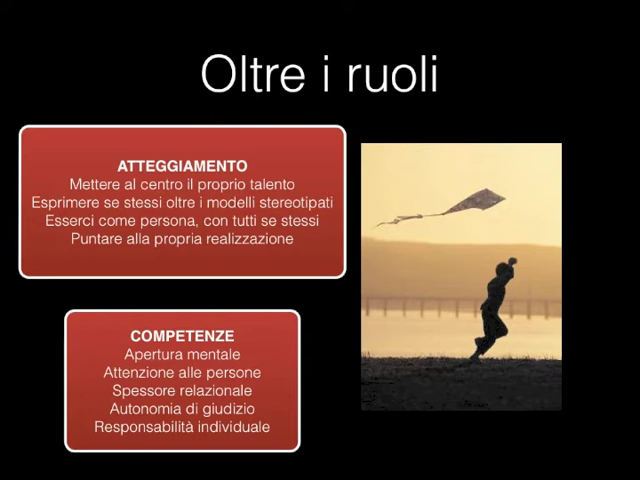 Oltre i ruoli
ATTEGGIAMENTO
Mettere al centro il proprio talento
Esprimere se stessi oltre i modelli stereotipati
Esserci come persona, con tutti se stessi
Puntare alla propria realizzazione
COMPETENZE
Apertura mentale
Attenzione alle persone
Spessore relazionale
Autonomia di giudizio
Responsabilità individuale